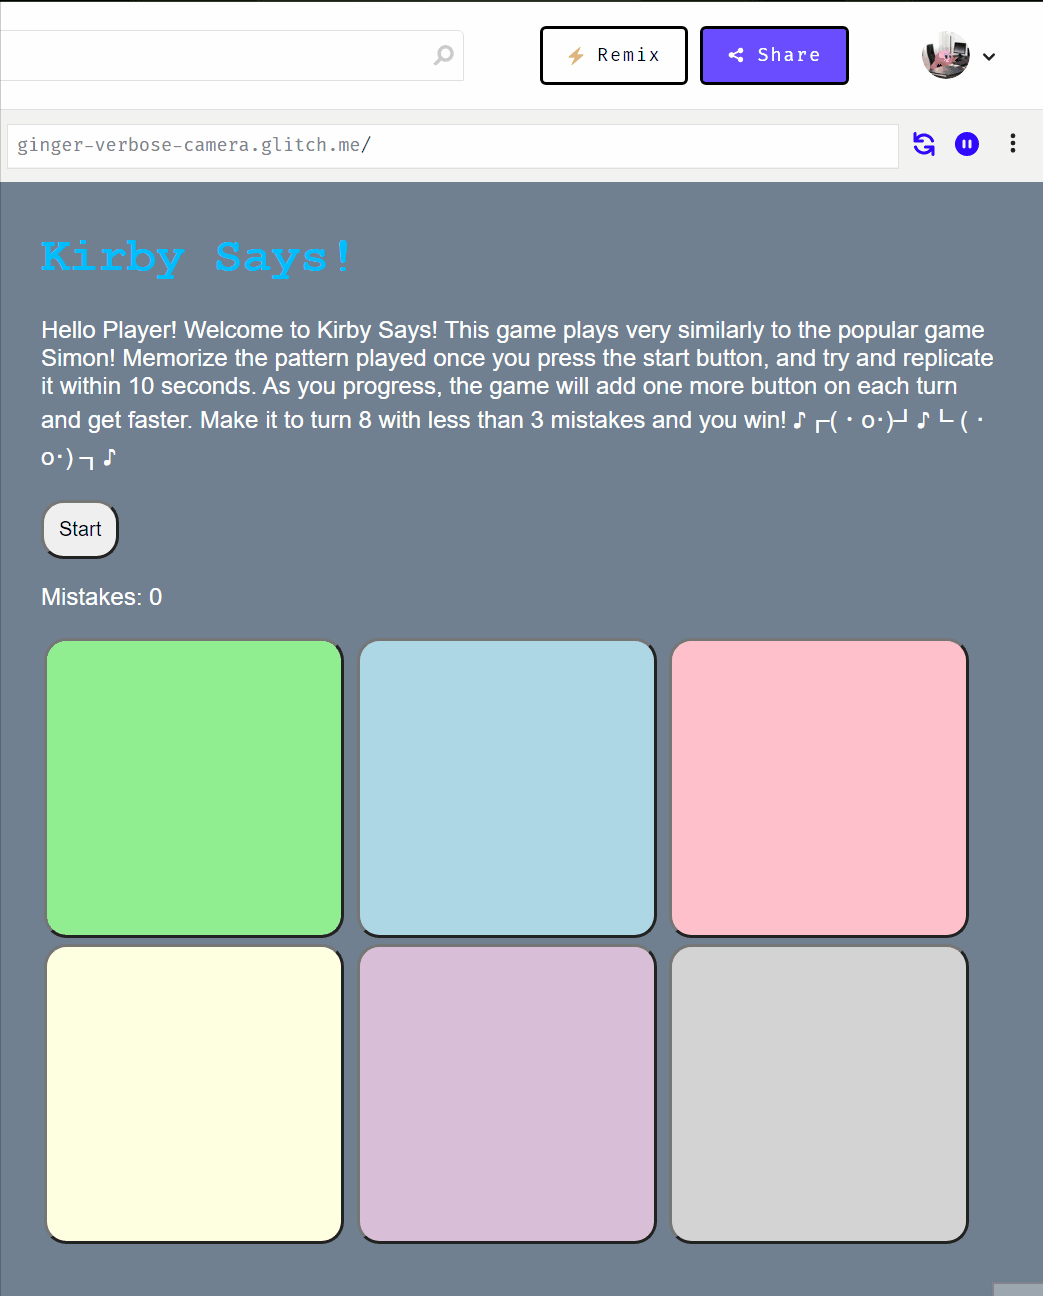 Remix
Share
ginger-verbose-camera.glitch.me/
Kirby Says!
Hello Player! Welcome to Kirby Says! This game plays very similarly to the popular game
Simon! Memorize the pattern played once you press the start button, and try and replicate
it within 10 seconds. As you progress, the game will add one more button on each turn
and get faster. Make it to turn 8 with less than 3 mistakes and you win! ♪┌(・o･)┘♪└ (・
o･) ┐♪
Start
Mistakes: 0